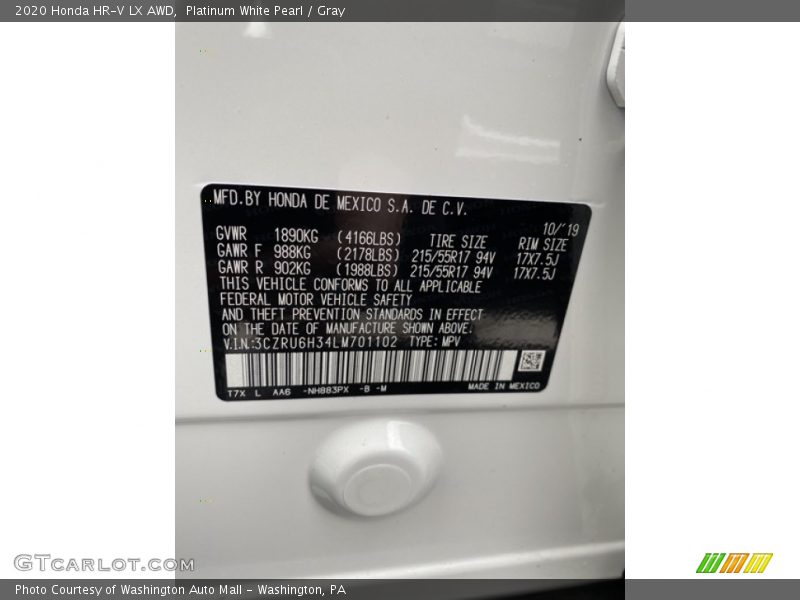 2020 Honda HR-V LX AWD,  Platinum White Pearl / Gray
MFD.BY HONDA DE MEXICO S.A. DE C.V.
10/'19
GVWR 1890KG (4166LBS) TIRE SIZE RIM SIZE
GAWR F 988KG (2178LBS) 215/55R17 94V 17X7.5J
GAWR R 902KG (1988LBS) 215/55R17 94V 17X7.5J
THIS VEHICLE CONFORMS TO ALL APPLICABLE
FEDERAL MOTOR VEHICLE SAFETY
AND THEFT PREVENTION STANDARDS IN EFFECT
ON THE DATE OF MANUFACTURE SHOWN ABOVE.
V.I.N.:3CZRU6H34LM701102 TYPE: MPV
T7X L AA6 -NH883PX -B -M MADE IN MEXICO
GTCARLOT.COM
Photo Courtesy of Washington Auto Mall - Washington, PA